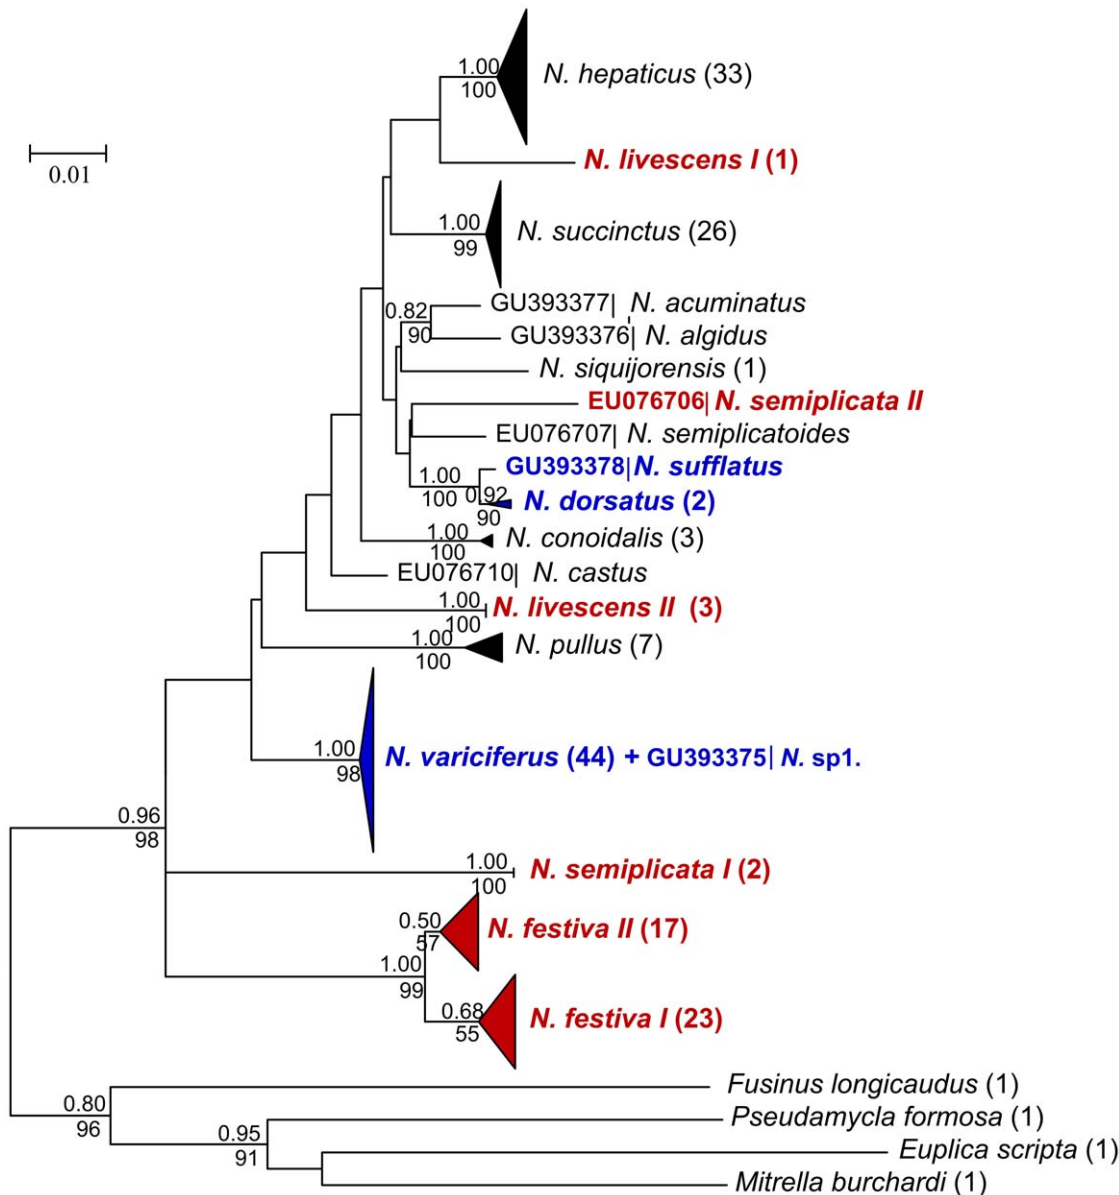 1.00
100
N. hepaticus (33)
0.01
N. livescens I (1)
1.00
99
N. succinctus (26)
GU393377| N. acuminatus
0.82
90
GU393376| N. algidus
N. siquijorensis (1)
EU076706| N. semiplicata II
EU076707| N. semiplicatoides
GU393378| N. sufflatus
1.00
100
0.92
90
N. dorsatus (2)
1.00
100
N. conoidalis (3)
EU076710| N. castus
1.00
100
N. livescens II (3)
1.00
100
N. pullus (7)
1.00
98
N. variciferus (44) + GU393375| N. sp1.
0.96
98
1.00
100
N. semiplicata I (2)
0.50
57
N. festiva II (17)
1.00
99
0.68
55
N. festiva I (23)
Fusinus longicaudus (1)
0.80
96
Pseudamycla formosa (1)
0.95
91
Euplica scripta (1)
Mitrella burchardi (1)